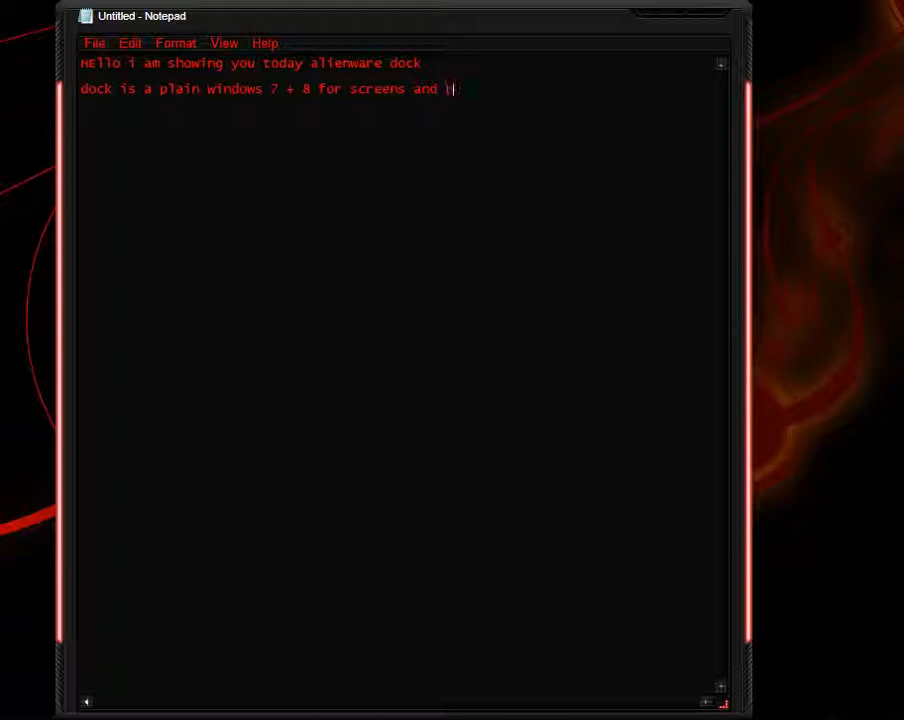 Untitled - Notepad
File Edit Format View Help
HEllo i am showing you today alienware dock
dock is a plain windows 7 + 8 for screens and